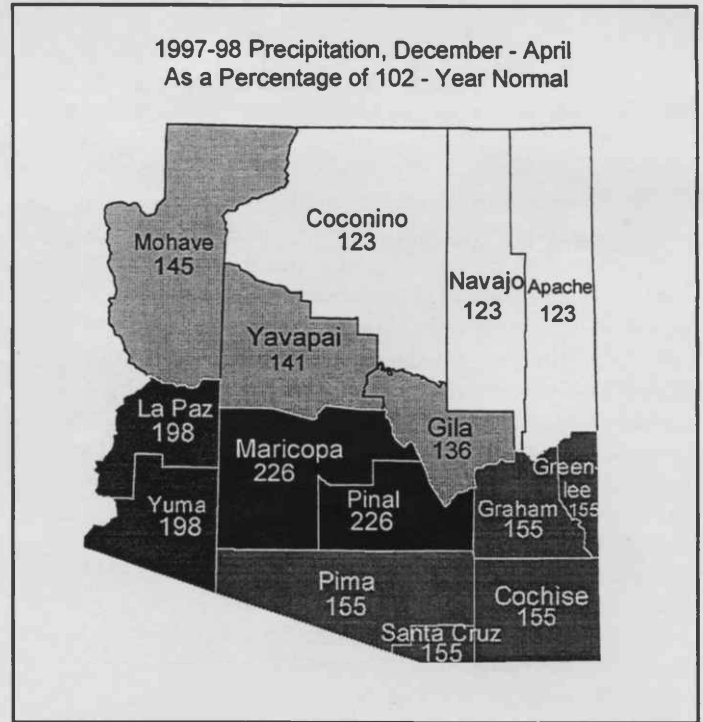 1997-98 Precipitation, December - April
As a Percentage of 102 - Year Normal
Coconino
123
Mohave
145
Navajo
123
Apache
123
Yavapai
141
La Paz
198
Maricopa
226
Gila
136
Green-
lee
155
Yuma
198
Pinal
226
Graham
155
Pima
155
Cochise
155
Santa Cruz
155